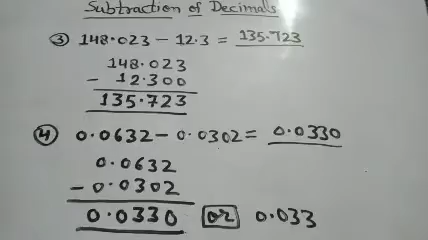 Subtraction of Decimals
③ 148.023 - 12.3 = 135.723
148.023
- 12.300
135.723
④ 0.0632 - 0.0302 = 0.0330
0.0632
- 0.0302
0.0330 or 0.033